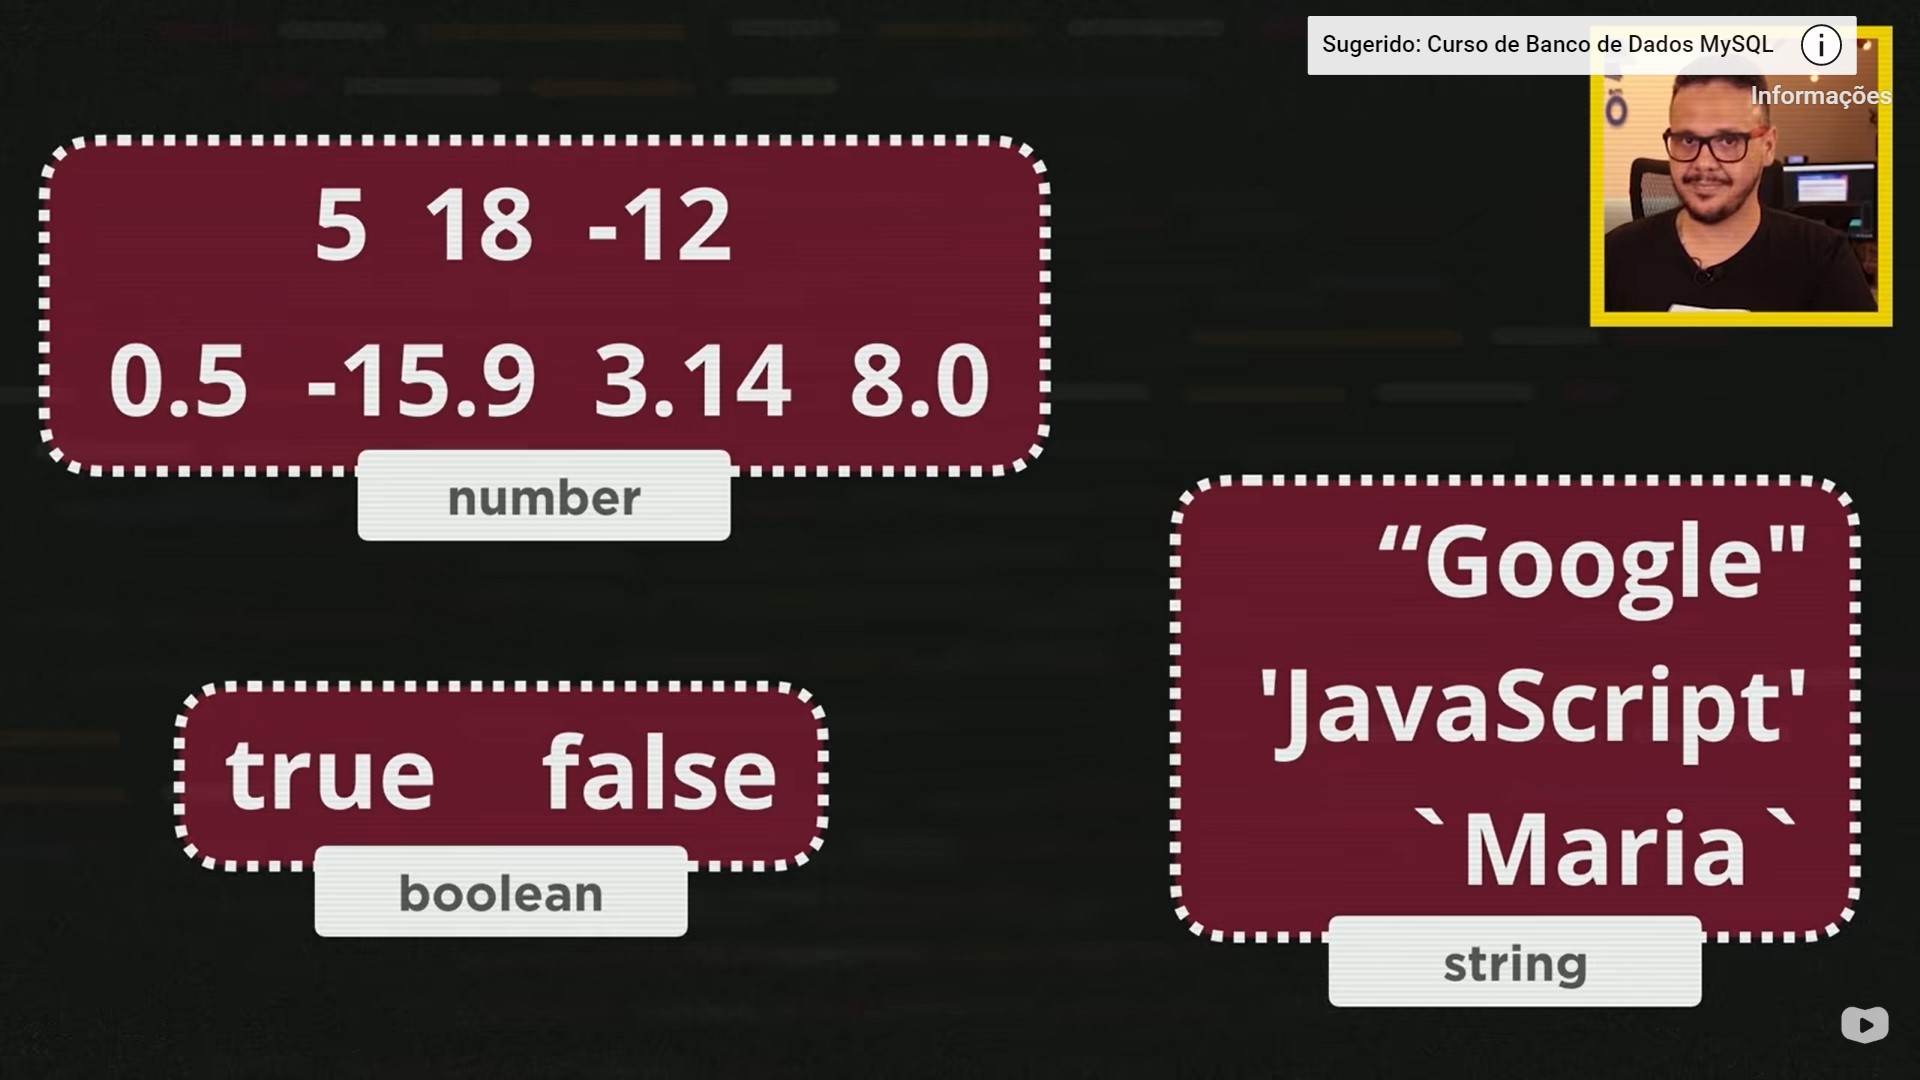 Sugerido: Curso de Banco de Dados MySQL
Informações
5 18 -12
0.5 -15.9 3.14 8.0
number
“Google"
'JavaScript'
`Maria`
string
true false
boolean